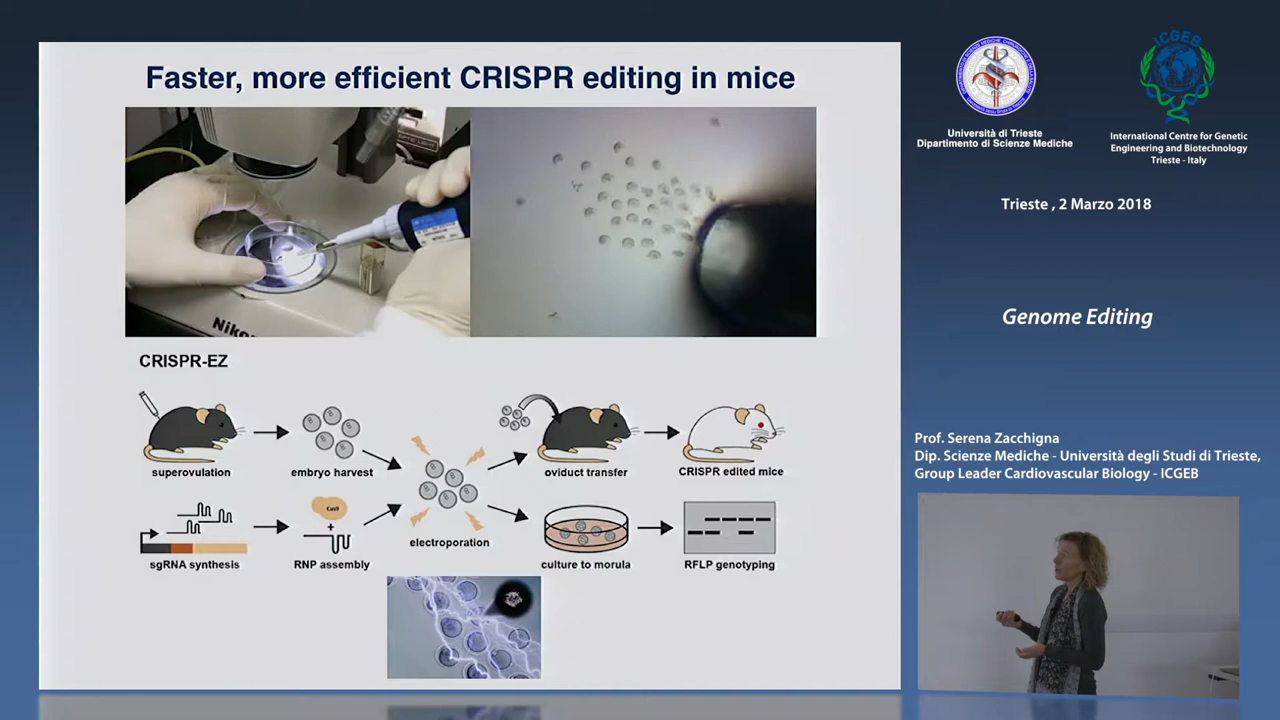 Faster, more efficient CRISPR editing in mice
Nikon
CRISPR-EZ
superovulation
embryo harvest
oviduct transfer
CRISPR edited mice
Cas9
+
electroporation
sgRNA synthesis
RNP assembly
culture to morula
RFLP genotyping
Università di Trieste
Dipartimento di Scienze Mediche
ICGEB
International Centre for Genetic
Engineering and Biotechnology
Trieste - Italy
Trieste , 2 Marzo 2018
Genome Editing
Prof. Serena Zacchigna
Dip. Scienze Mediche - Università degli Studi di Trieste,
Group Leader Cardiovascular Biology - ICGEB